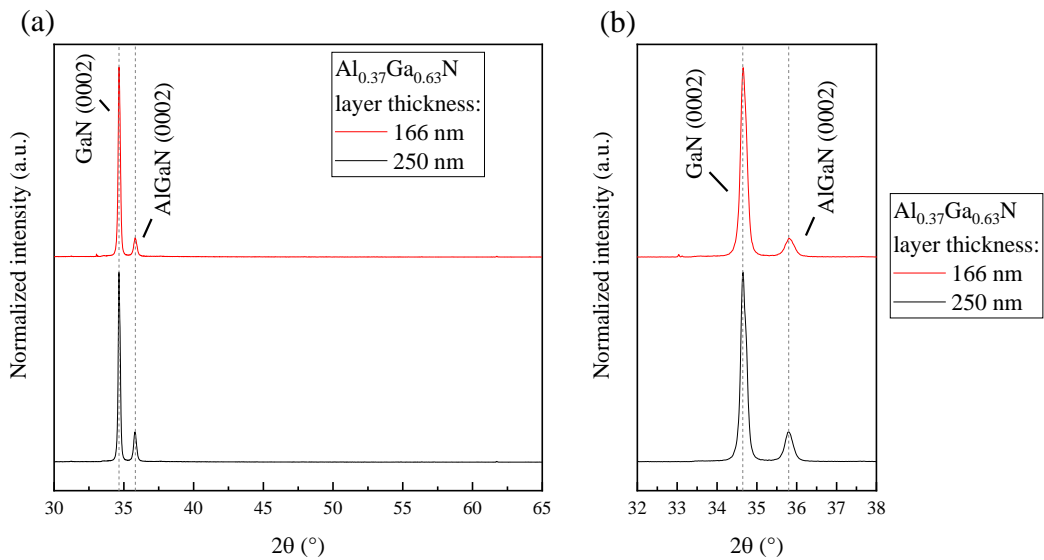 (a)
Normalized intensity (a.u.)
GaN (0002)
AlGaN (0002)
Al0.37Ga0.63N
layer thickness:
166 nm
250 nm
30 35 40 45 50 55 60 65
2θ (°)
(b)
Normalized intensity (a.u.)
GaN (0002)
AlGaN (0002)
32 33 34 35 36 37 38
2θ (°)
Al0.37Ga0.63N
layer thickness:
166 nm
250 nm